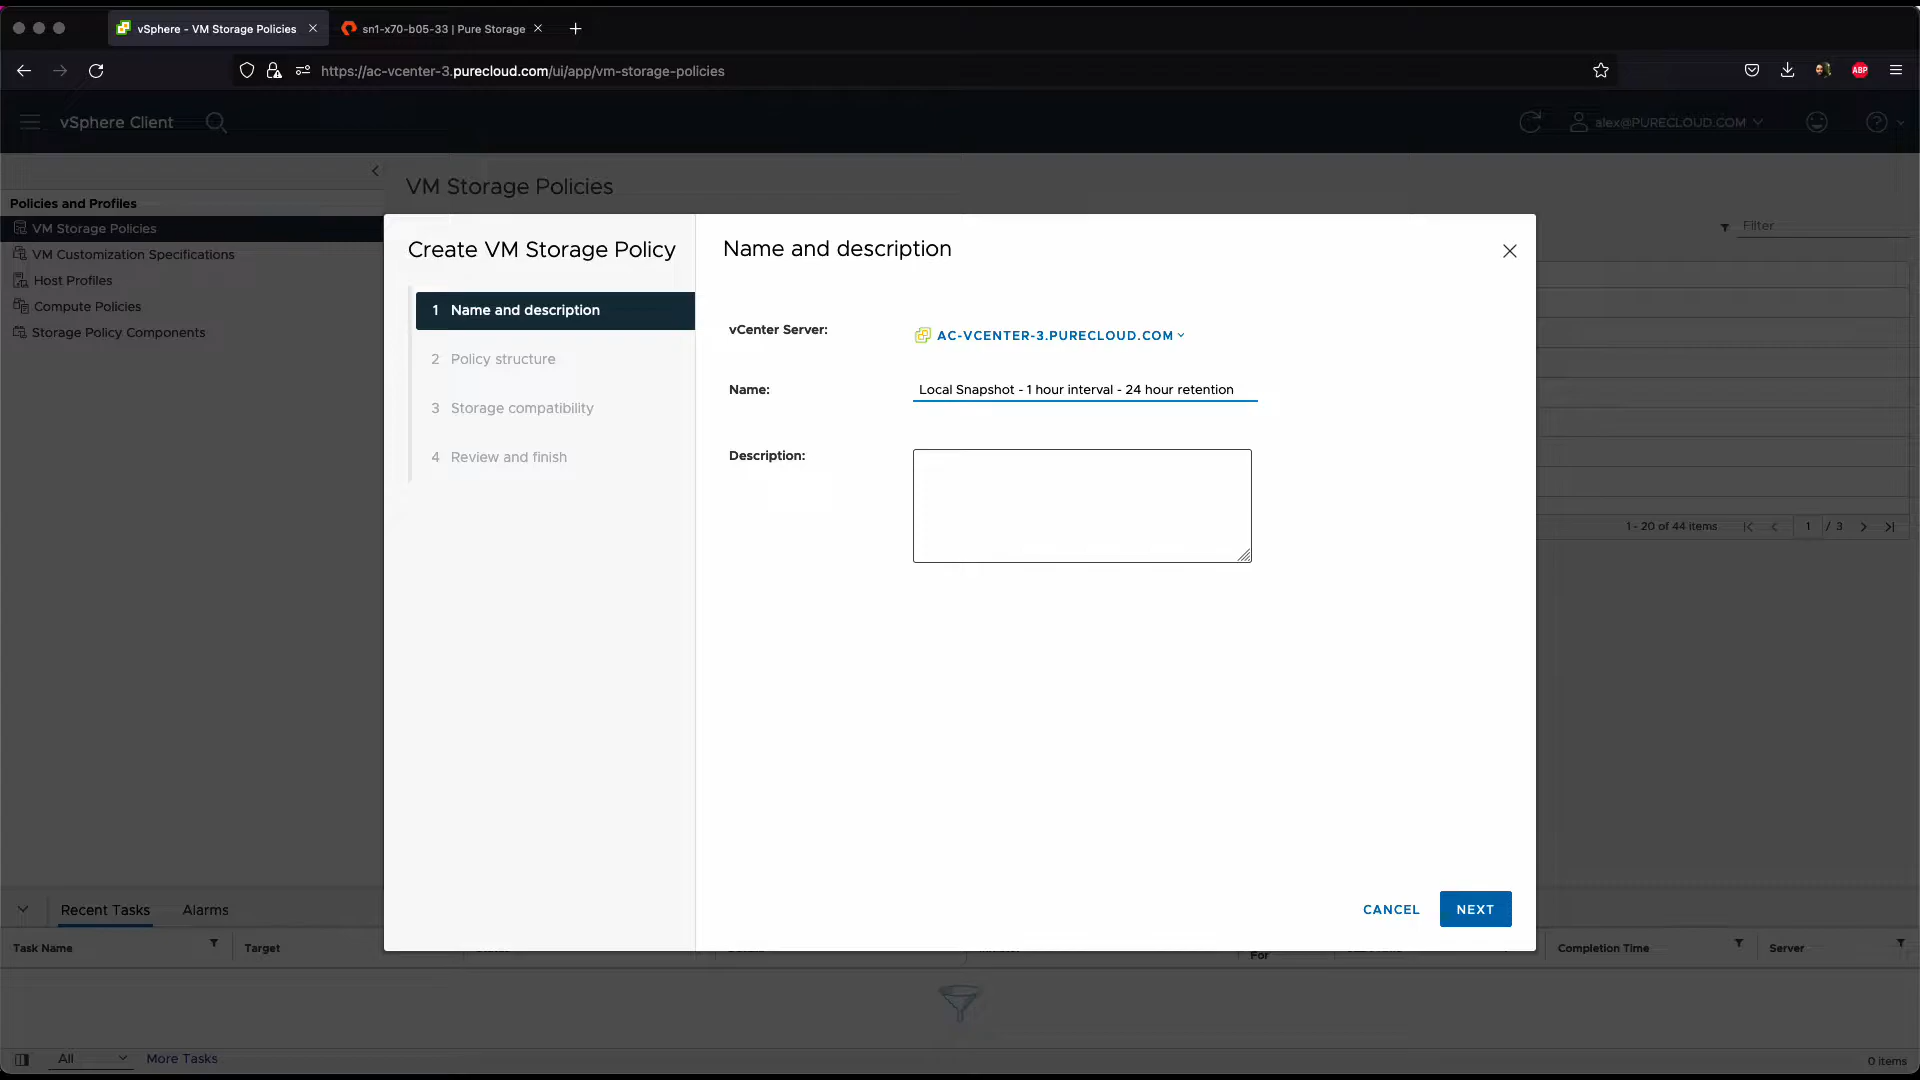 vSphere - VM Storage Policies
sn1-x70-b05-33 | Pure Storage
https://ac-vcenter-3.purecloud.com/ui/app/vm-storage-policies
ABP
vSphere Client
alex@PURECLOUD.COM
VM Storage Policies
Policies and Profiles
VM Storage Policies
VM Customization Specifications
Host Profiles
Compute Policies
Storage Policy Components
Filter
Create VM Storage Policy
1 Name and description
2 Policy structure
3 Storage compatibility
4 Review and finish
Name and description
vCenter Server:
AC-VCENTER-3.PURECLOUD.COM
Name:
Local Snapshot - 1 hour interval - 24 hour retention
Description:
CANCEL
NEXT
1 - 20 of 44 items
1 / 3
Recent Tasks
Alarms
Task Name
Target
For
Completion Time
Server
All
More Tasks
0 items